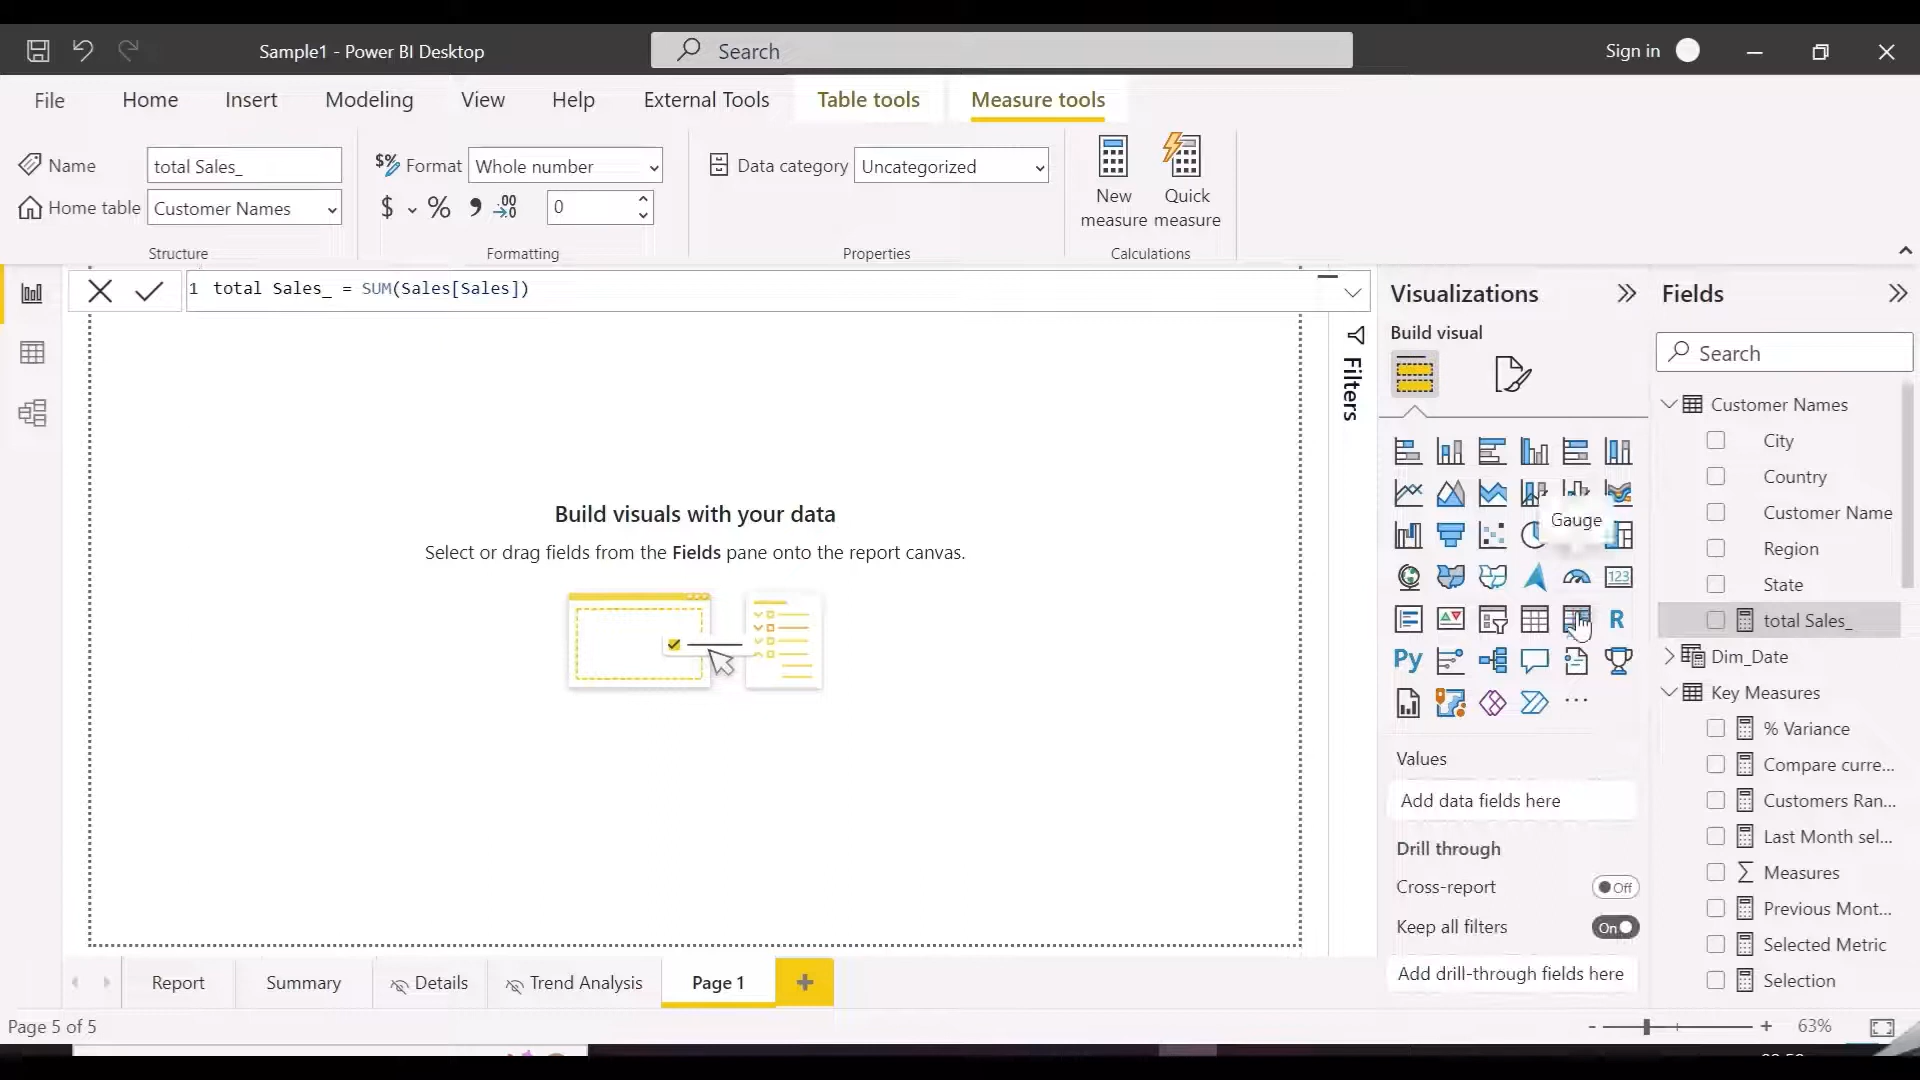 Sample1 - Power BI Desktop
Search
Sign in
File
Home
Insert
Modeling
View
Help
External Tools
Table tools
Measure tools
Name
total Sales_
Home table
Customer Names
Structure
$%
Format
Whole number
$
%
.00
→0
0
Formatting
Data category
Uncategorized
Properties
New
measure
Quick
measure
Calculations
1 total Sales_ = SUM(Sales[Sales])
Build visuals with your data
Select or drag fields from the Fields pane onto the report canvas.
Filters
Visualizations
Build visual
Gauge
123
R
Py
...
Values
Add data fields here
Drill through
Cross-report
Off
Keep all filters
On
Add drill-through fields here
Fields
Search
Customer Names
City
Country
Customer Name
Region
State
total Sales_
Dim_Date
Key Measures
% Variance
Compare curre...
Customers Ran...
Last Month sel...
Measures
Previous Mont...
Selected Metric
Selection
Report
Summary
Details
Trend Analysis
Page 1
+
Page 5 of 5
- + 63%